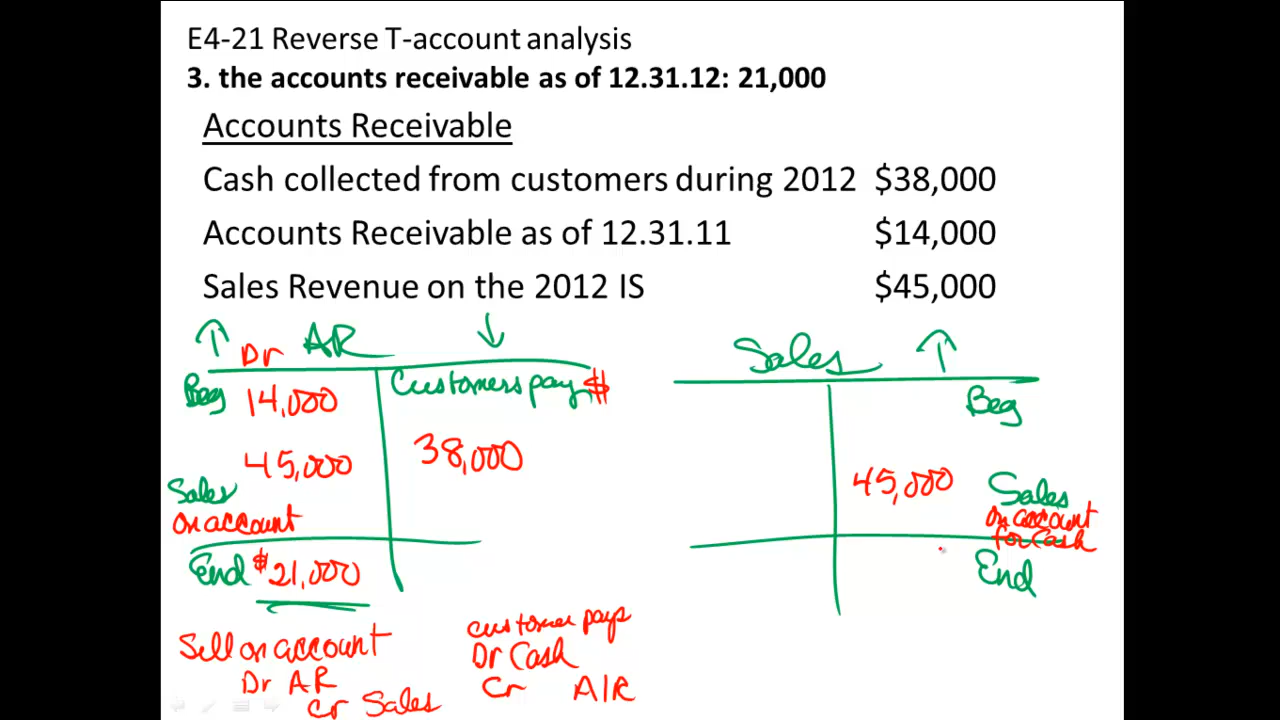 E4-21 Reverse T-account analysis
3. the accounts receivable as of 12.31.12: 21,000
Accounts Receivable
Cash collected from customers during 2012 $38,000
Accounts Receivable as of 12.31.11 $14,000
Sales Revenue on the 2012 IS $45,000
↑ Dr AR ↓
Beg 14,000 Customers pay $
45,000 38,000
Sales
on account
End $21,000
Sales ↑
Beg
45,000 Sales
on account
for Cash
End
Sell on account
Dr AR
Cr Sales
customer pays
Dr Cash
Cr A/R